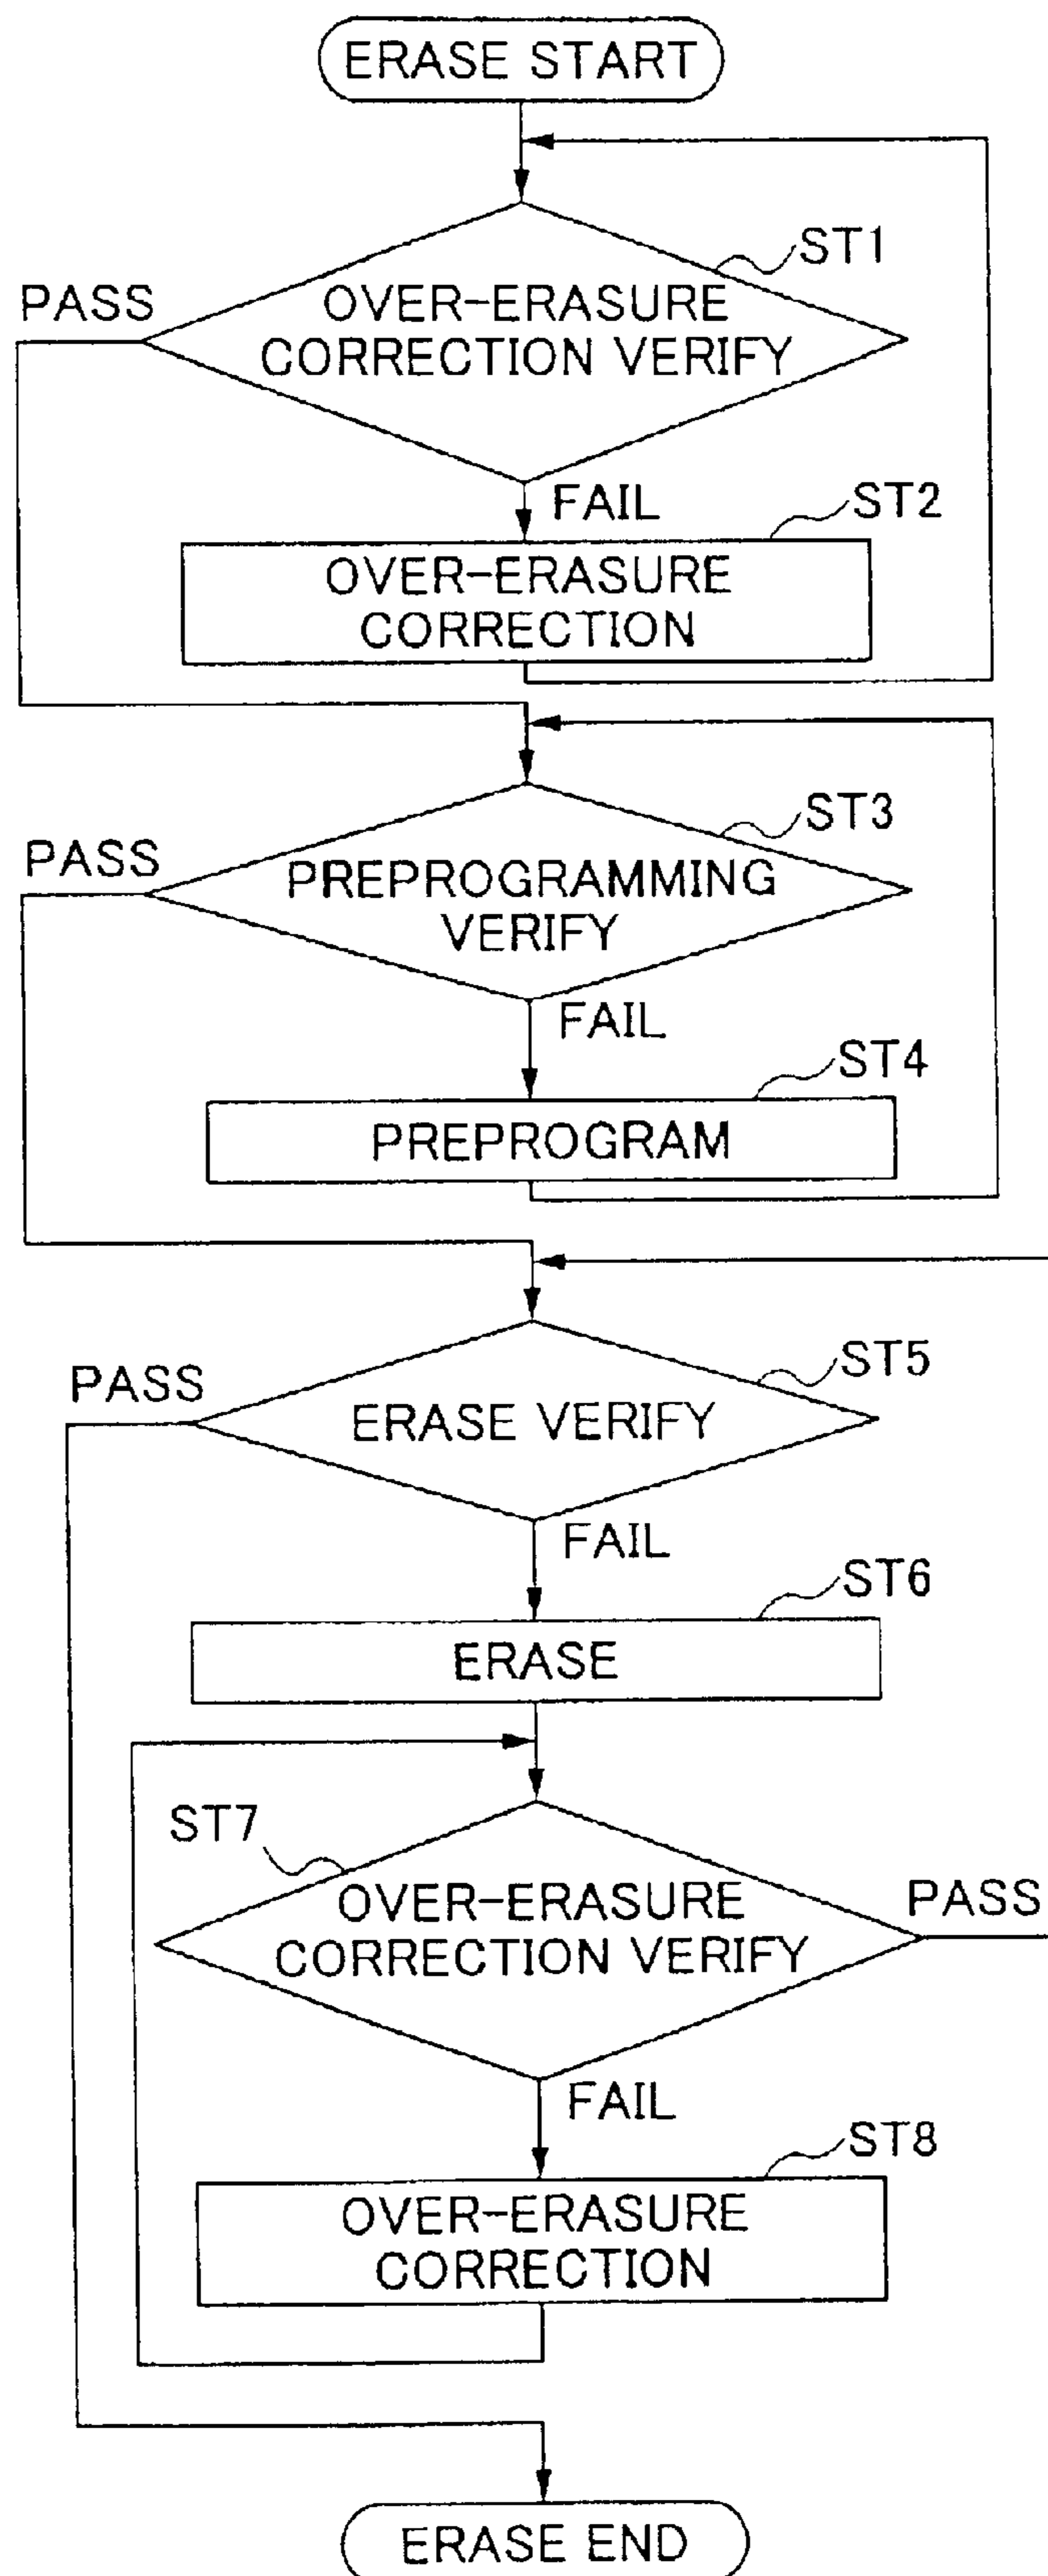 ERASE START
ST1
PASS
OVER-ERASURE
CORRECTION VERIFY
FAIL
ST2
OVER-ERASURE
CORRECTION
ST3
PASS
PREPROGRAMMING
VERIFY
FAIL
ST4
PREPROGRAM
ST5
PASS
ERASE VERIFY
FAIL
ST6
ERASE
ST7
OVER-ERASURE
CORRECTION VERIFY
PASS
FAIL
ST8
OVER-ERASURE
CORRECTION
ERASE END